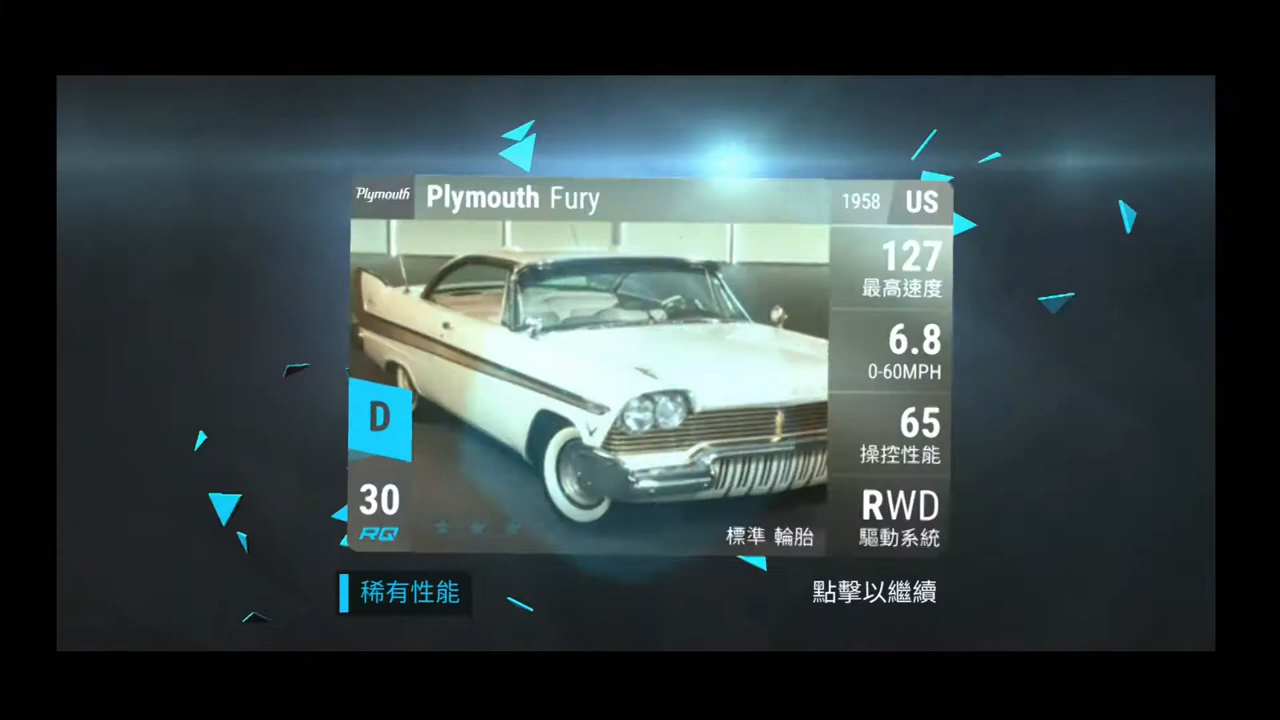 Plymouth
Plymouth Fury
1958
US
127
最高速度
6.8
0-60MPH
65
操控性能
RWD
驅動系統
D
30
RQ
標準 輪胎
稀有性能
點擊以繼續